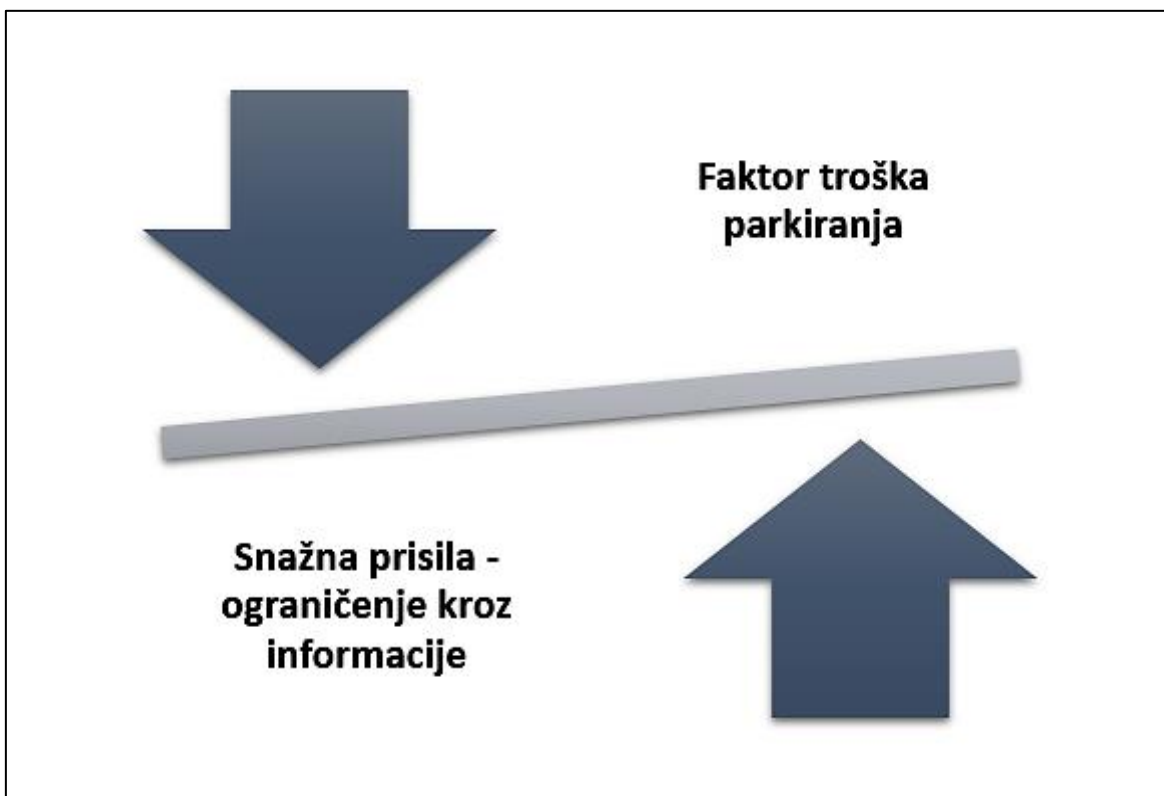 Faktor troška
parkiranja
Snažna prisila -
ograničenje kroz
informacije